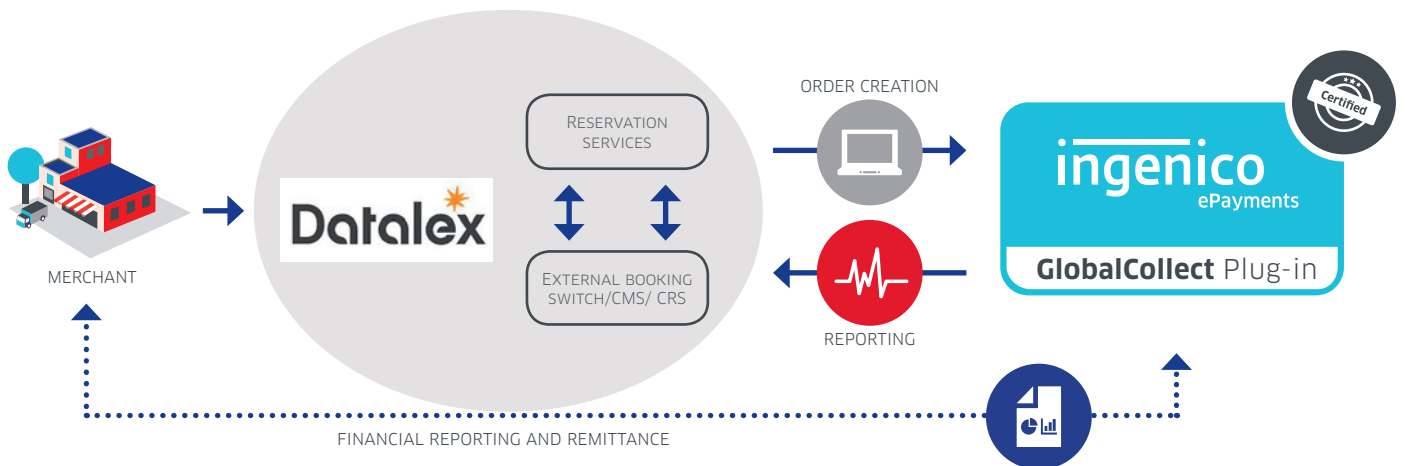 MERCHANT
Datalex
RESERVATION
SERVICES
EXTERNAL BOOKING
SWITCH/CMS/ CRS
ORDER CREATION
REPORTING
Certified
ingenico
ePayments
GlobalCollect Plug-in
FINANCIAL REPORTING AND REMITTANCE